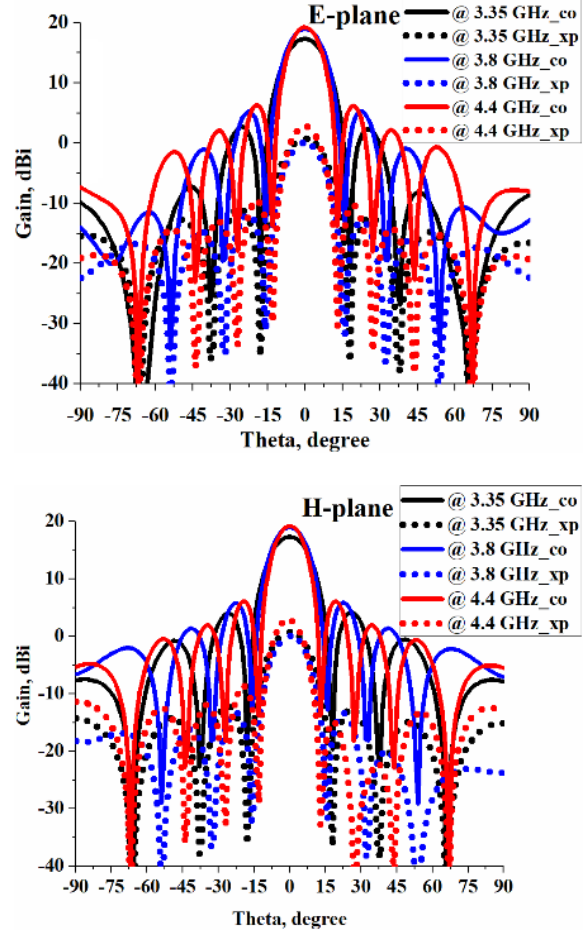 E-plane
@ 3.35 GHz_co
@ 3.35 GHz_xp
@ 3.8 GHz_co
@ 3.8 GHz_xp
@ 4.4 GHz_co
@ 4.4 GHz_xp
20
10
0
-10
-20
-30
-40
Gain, dBi
-90 -75 -60 -45 -30 -15 0 15 30 45 60 75 90
Theta, degree
H-plane
@ 3.35 GHz_co
@ 3.35 GHz_xp
@ 3.8 GHz_co
@ 3.8 GHz_xp
@ 4.4 GHz_co
@ 4.4 GHz_xp
20
10
0
-10
-20
-30
-40
Gain, dBi
-90 -75 -60 -45 -30 -15 0 15 30 45 60 75 90
Theta, degree